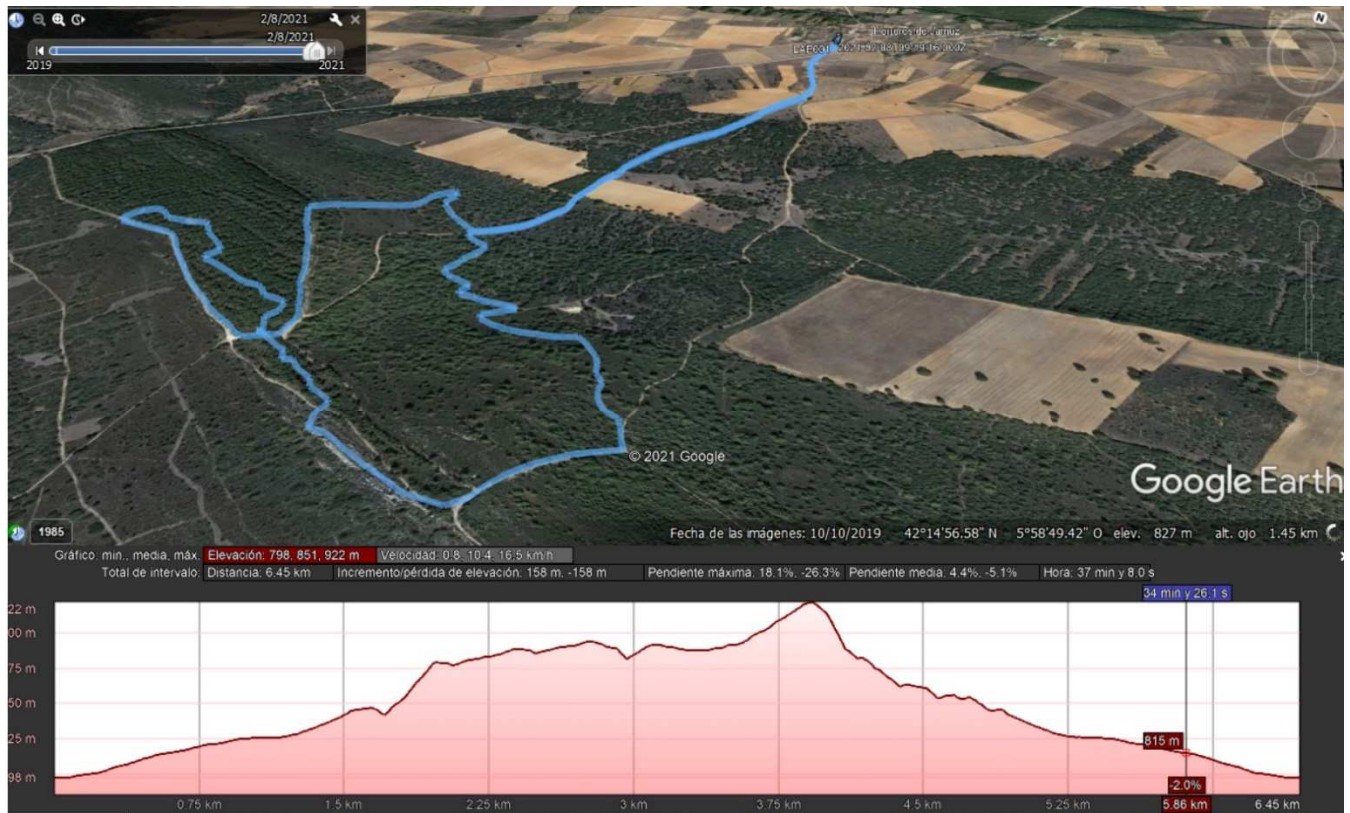 2/8/2021
2/8/2021
2019
2021
N
LAE001
© 2021 Google
Google Earth
1985
Fecha de las imágenes: 10/10/2019 42°14'56.58" N 5°58'49.42" O elev. 827 m alt. ojo 1.45 km
Gráfico: min., media, máx. Elevación: 798, 851, 922 m Velocidad: 0.8, 10.4, 16.5 km/h
Total de intervalo: Distancia: 6.45 km Incremento/pérdida de elevación: 158 m, -158 m Pendiente máxima: 18.1%, -26.3% Pendiente media: 4.4%, -5.1% Hora: 37 min y 8.0 s
34 min y 26.1 s
22 m
00 m
75 m
50 m
25 m
815 m
98 m
-2.0%
0.75 km 1.5 km 2.25 km 3 km 3.75 km 4.5 km 5.25 km 5.86 km 6.45 km